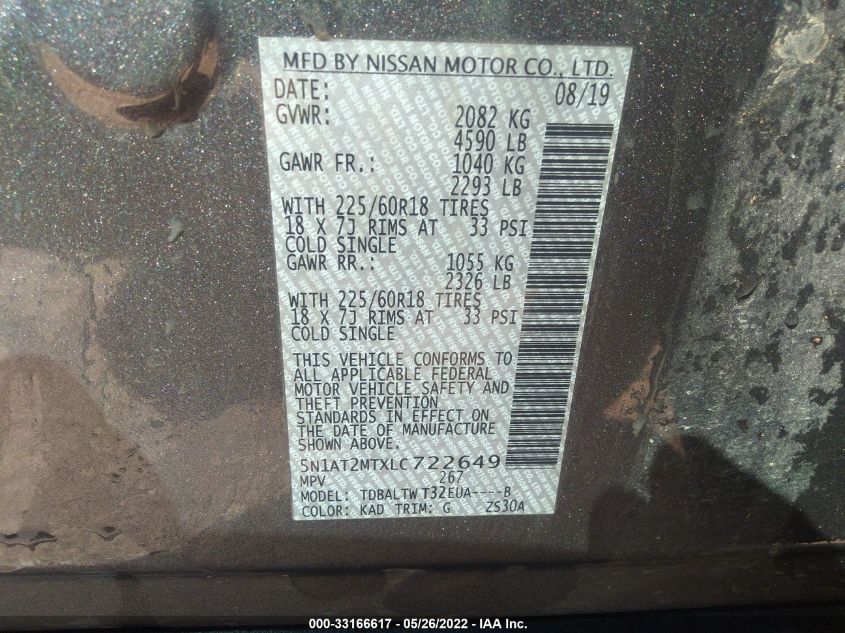 MFD BY NISSAN MOTOR CO., LTD.
DATE: 08/19
GVWR: 2082 KG
4590 LB
GAWR FR.: 1040 KG
2293 LB
WITH 225/60R18 TIRES
18 X 7J RIMS AT 33 PSI
COLD SINGLE
GAWR RR.: 1055 KG
2326 LB
WITH 225/60R18 TIRES
18 X 7J RIMS AT 33 PSI
COLD SINGLE
THIS VEHICLE CONFORMS TO
ALL APPLICABLE FEDERAL
MOTOR VEHICLE SAFETY AND
THEFT PREVENTION
STANDARDS IN EFFECT ON
THE DATE OF MANUFACTURE
SHOWN ABOVE.
5N1AT2MTXLC722649
MPV 267
MODEL: TDBALTWT32EUA----B
COLOR: KAD TRIM: G ZS30A
000-33166617 - 05/26/2022 - IAA Inc.